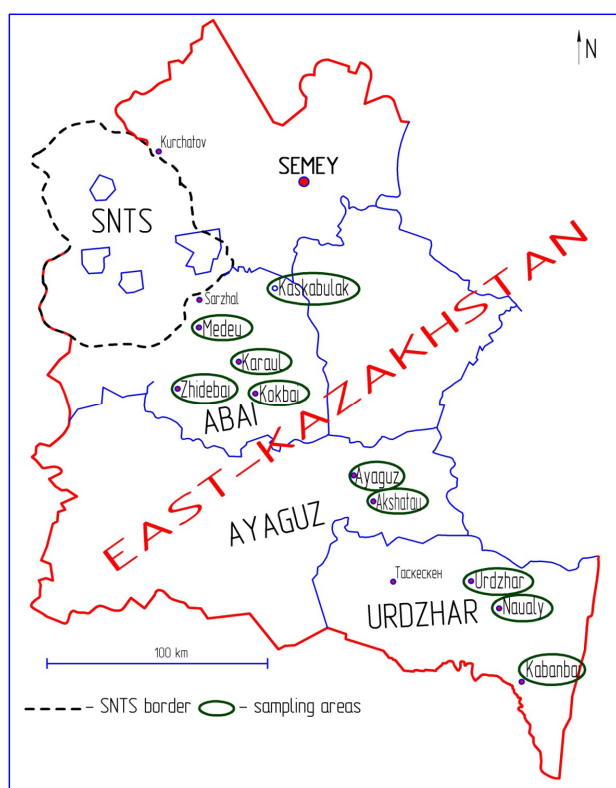 N
Kurchatov
SEMEY
SNTS
Kaskabulak
Sarzhal
Medeu
Karaul
Zhidebai
Kokbai
ABAI
EAST-KAZAKHSTAN
Ayaguz
Akshatau
AYAGUZ
Таскескен
Urdzhar
Naualy
URDZHAR
100 km
Kabanba
- SNTS border
- sampling areas